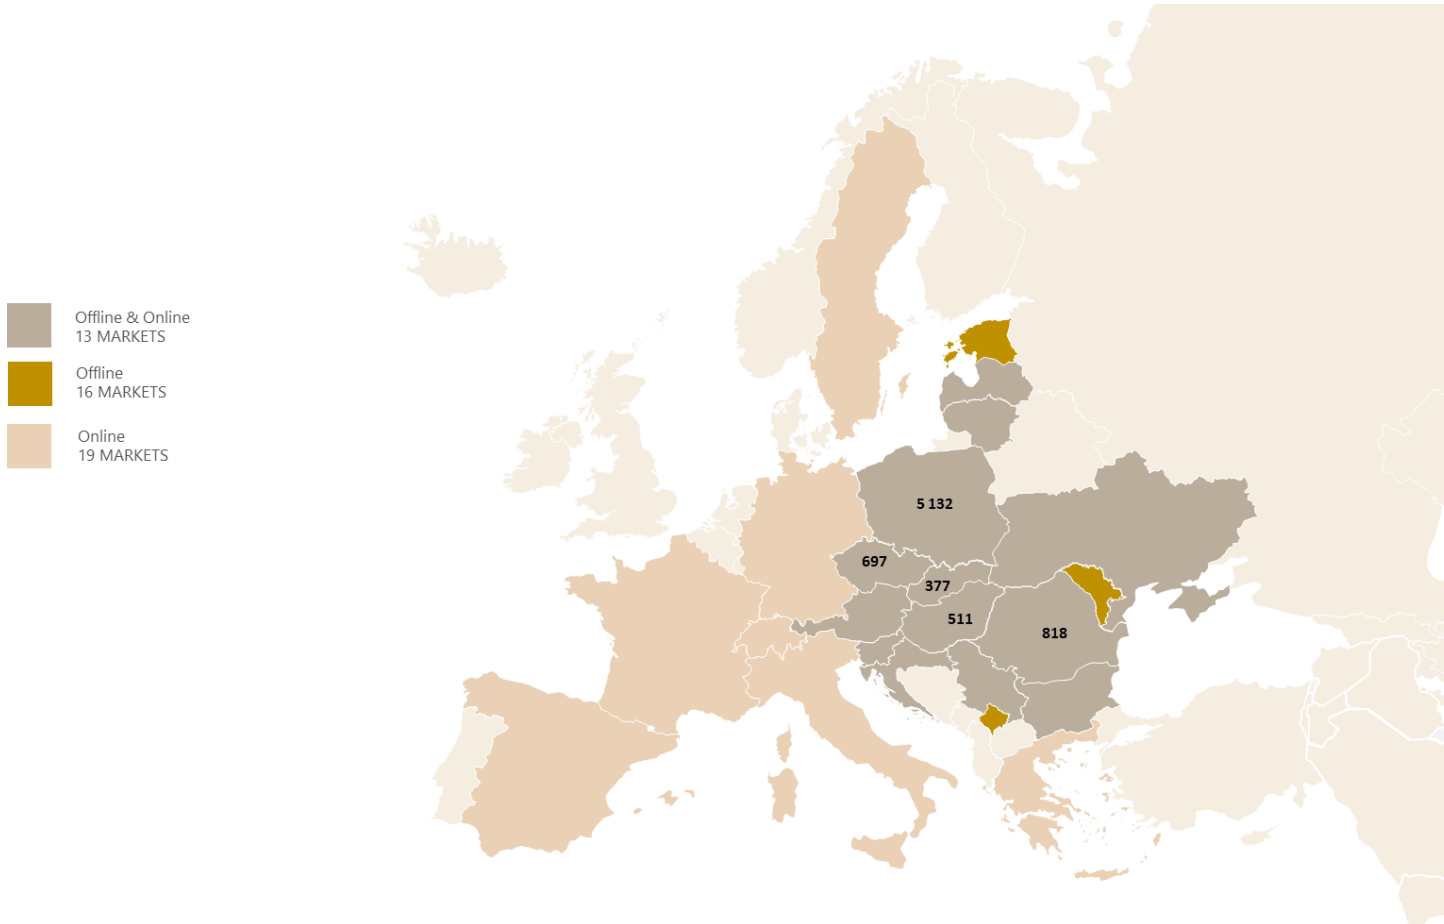 Offline & Online
13 MARKETS
Offline
16 MARKETS
Online
19 MARKETS
5 132
697
377
511
818